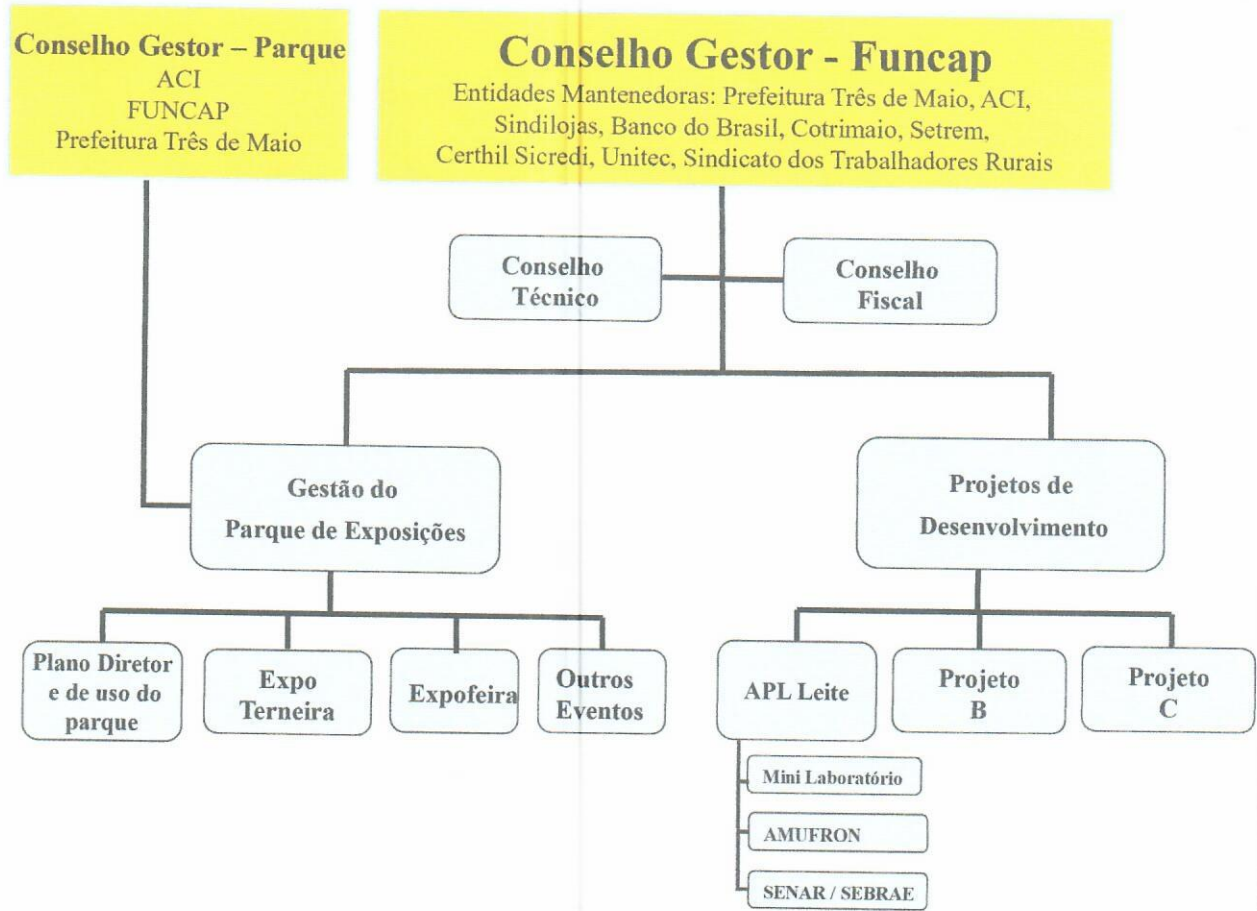 Conselho Gestor – Parque
ACI
FUNCAP
Prefeitura Três de Maio
Conselho Gestor - Funcap
Entidades Mantenedoras: Prefeitura Três de Maio, ACI,
Sindilojas, Banco do Brasil, Cotrimaio, Setrem,
Certhil Sicredi, Unitec, Sindicato dos Trabalhadores Rurais
Conselho
Técnico
Conselho
Fiscal
Gestão do
Parque de Exposições
Projetos de
Desenvolvimento
Plano Diretor
e de uso do
parque
Expo
Terneira
Expofeira
Outros
Eventos
APL Leite
Projeto
B
Projeto
C
Mini Laboratório
AMUFRON
SENAR / SEBRAE